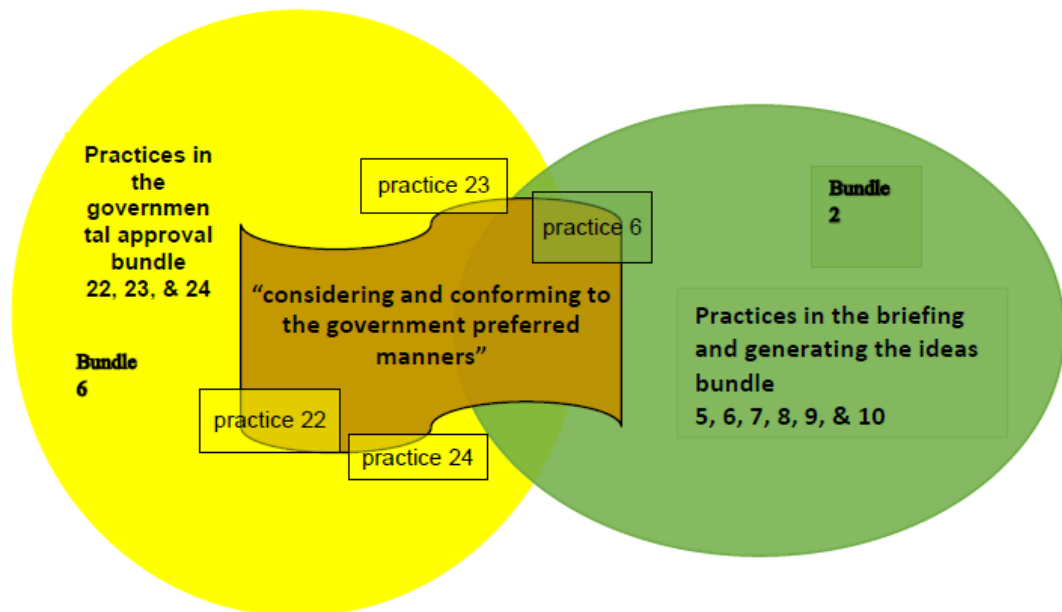 Practices in
the
governmen
tal approval
bundle
22, 23, & 24
Bundle
6
practice 23
practice 6
“considering and conforming to
the government preferred
manners”
practice 22
practice 24
Bundle
2
Practices in the briefing
and generating the ideas
bundle
5, 6, 7, 8, 9, & 10